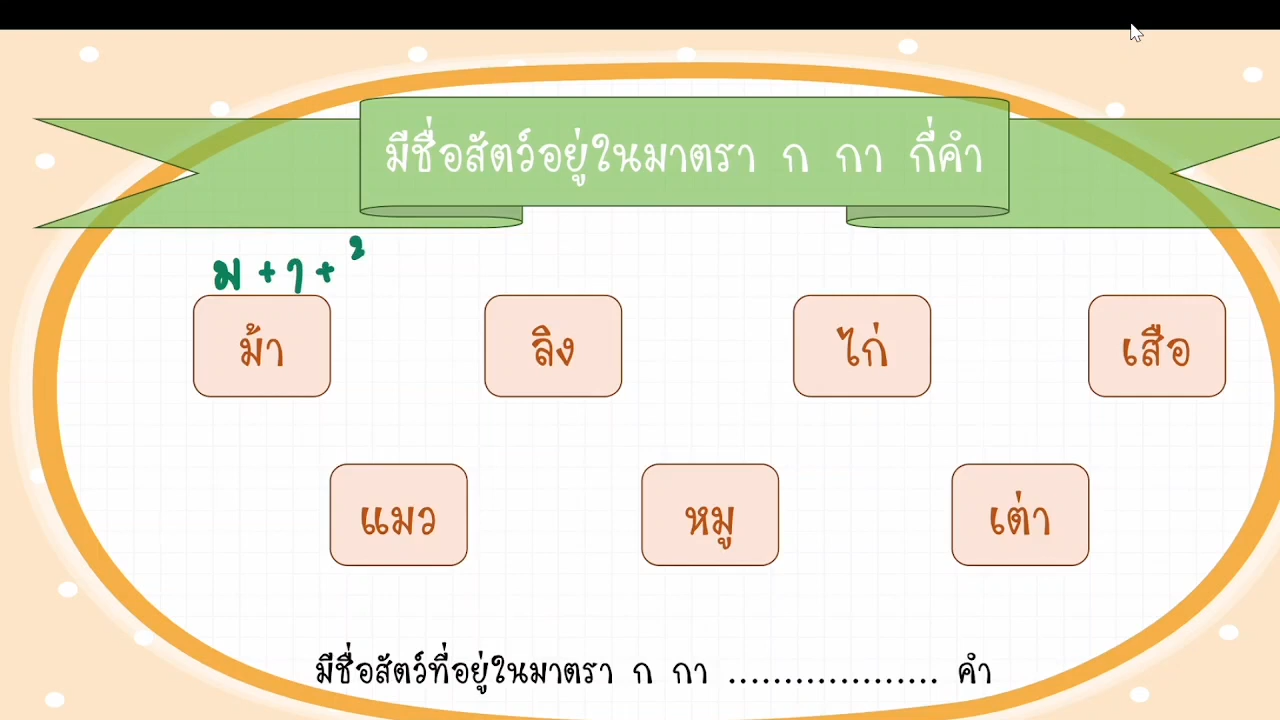 มีชื่อสัตว์อยู่ในมาตรา ก กา กี่คำ
ม + า + ้
ม้า ลิง ไก่ เสือ
แมว หมู เต่า
มีชื่อสัตว์ที่อยู่ในมาตรา ก กา ................... คำ